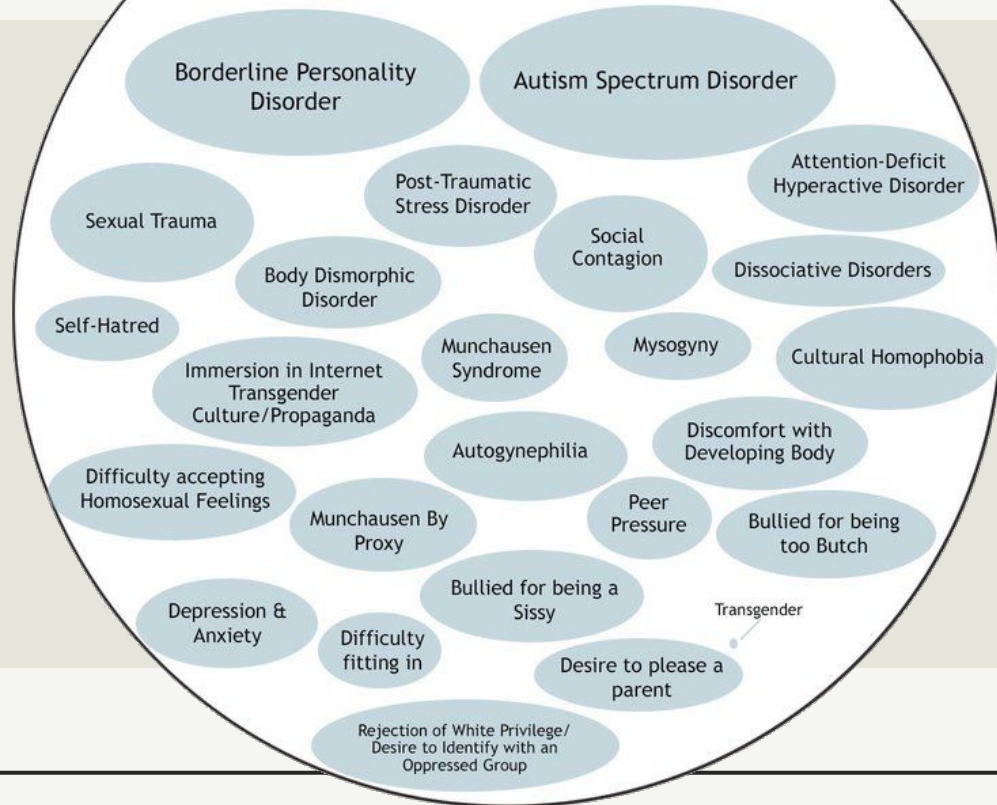 Borderline Personality
Disorder
Autism Spectrum Disorder
Attention-Deficit
Hyperactive Disorder
Post-Traumatic
Stress Disroder
Sexual Trauma
Social
Contagion
Dissociative Disorders
Body Dismorphic
Disorder
Self-Hatred
Munchausen
Syndrome
Mysogyny
Cultural Homophobia
Immersion in Internet
Transgender
Culture/Propaganda
Autogynephilia
Discomfort with
Developing Body
Difficulty accepting
Homosexual Feelings
Munchausen By
Proxy
Peer
Pressure
Bullied for being
too Butch
Bullied for being a
Sissy
Depression &
Anxiety
Difficulty
fitting in
Transgender
Desire to please a
parent
Rejection of White Privilege/
Desire to Identify with an
Oppressed Group